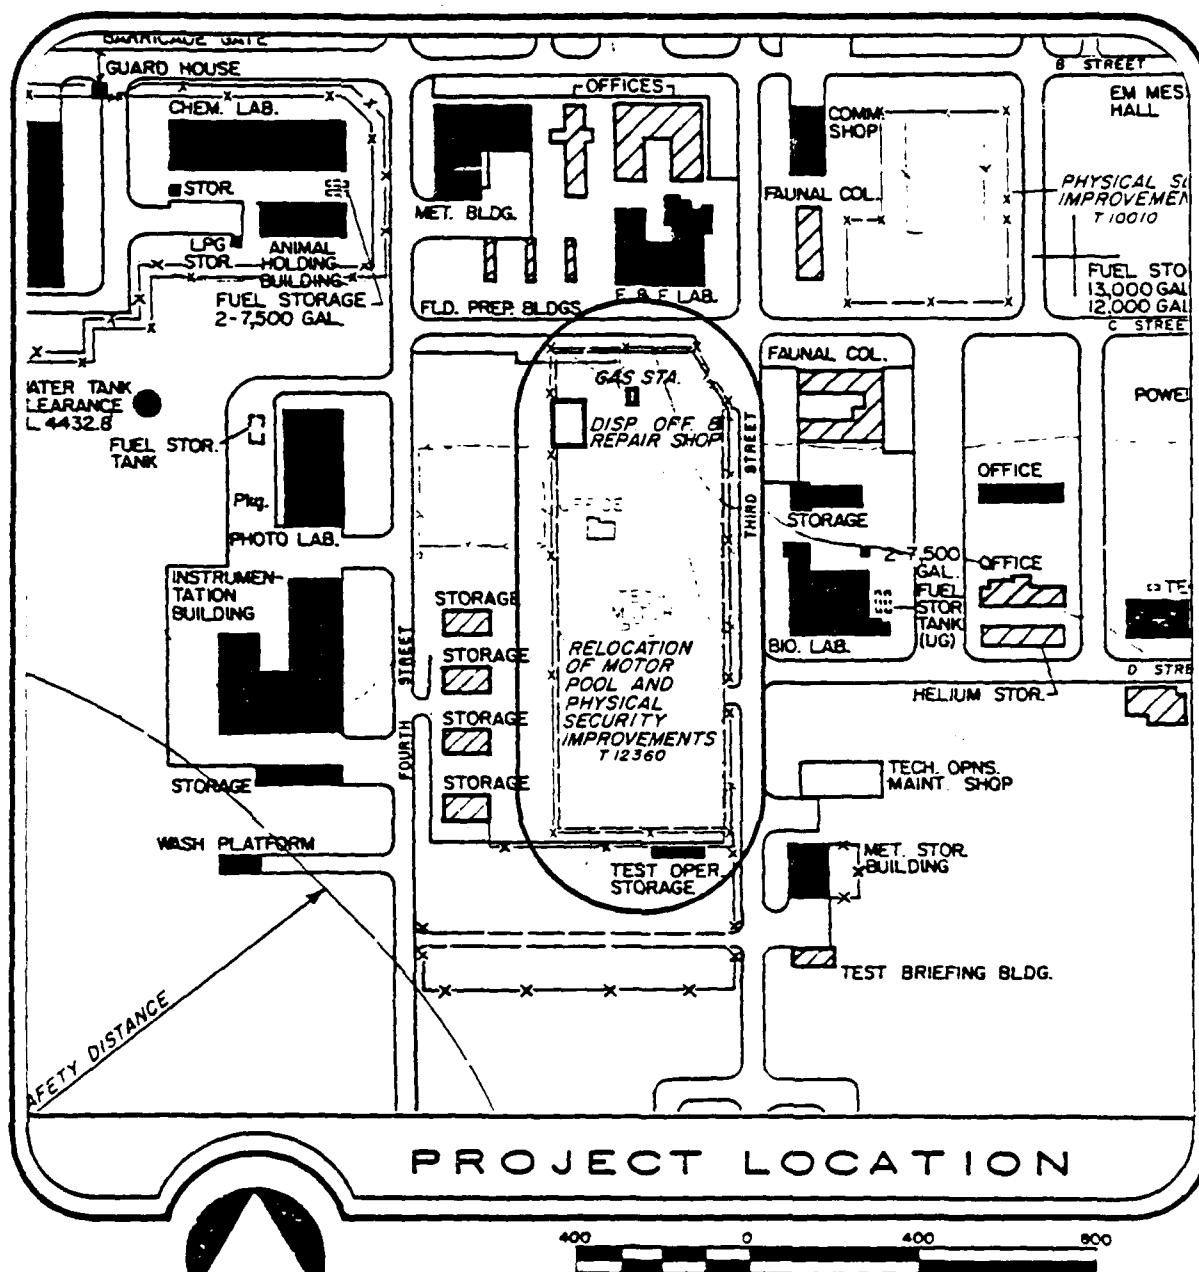 BARRICADE GATE
GUARD HOUSE
CHEM. LAB.
STOR.
LPG
STOR.
ANIMAL
HOLDING
BUILDING
FUEL STORAGE
2-7,500 GAL.
OFFICES
MET. BLDG.
FLD. PREP. BLDGS.
E & E LAB.
COMM.
SHOP
FAUNAL COL.
B STREET
EM MES
HALL
PHYSICAL S
IMPROVEMEN
T 10010
FUEL STO
13,000 GAL
12,000 GAL
C STREE
ATER TANK
LEARANCE
L. 4432.8
FUEL STOR.
TANK
Pkg.
PHOTO LAB.
GAS STA.
DISP. OFF. &
REPAIR SHOP
OFFICE
THIRD STREET
FAUNAL COL.
STORAGE
OFFICE
POWE
INSTRUMEN-
TATION
BUILDING
STORAGE
STORAGE
STORAGE
STORAGE
FOURTH STREET
RELOCATION
OF MOTOR
POOL AND
PHYSICAL
SECURITY
IMPROVEMENTS
T 12360
BIO. LAB.
2-7,500
GAL.
FUEL
STOR.
TANK
(UG)
OFFICE
HELIUM STOR.
TE
D STRE
STORAGE
WASH PLATFORM
TECH. OPNS.
MAINT. SHOP
MET. STOR.
BUILDING
TEST OPER.
STORAGE
TEST BRIEFING BLDG.
AFETY DISTANCE
PROJECT LOCATION
400 0 400 800